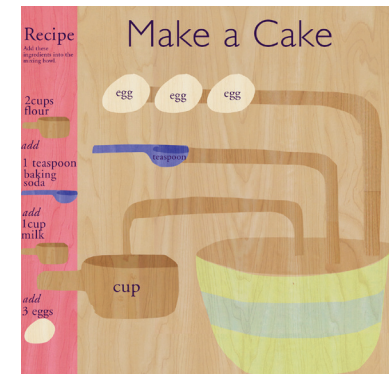 Make a Cake
Recipe
Add these
ingredients into the
mixing bowl.
2cups
flour
add
1 teaspoon
baking
soda
add
1cup
milk
add
3 eggs
egg
egg
egg
teaspoon
cup